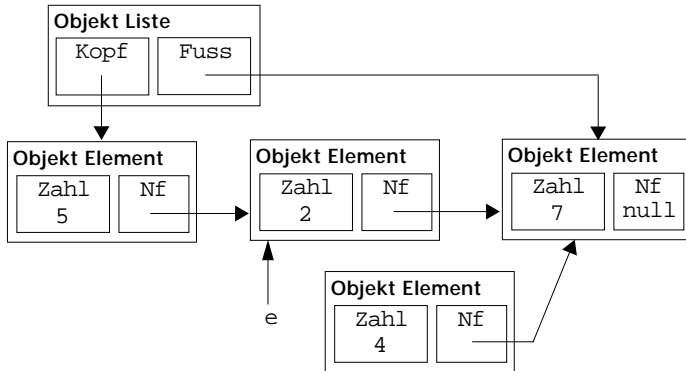 Objekt Liste
Kopf Fuss
Objekt Element Objekt Element Objekt Element
Zahl Nf Zahl Nf Zahl Nf
5 2 7 null
Objekt Element
e Zahl Nf
4